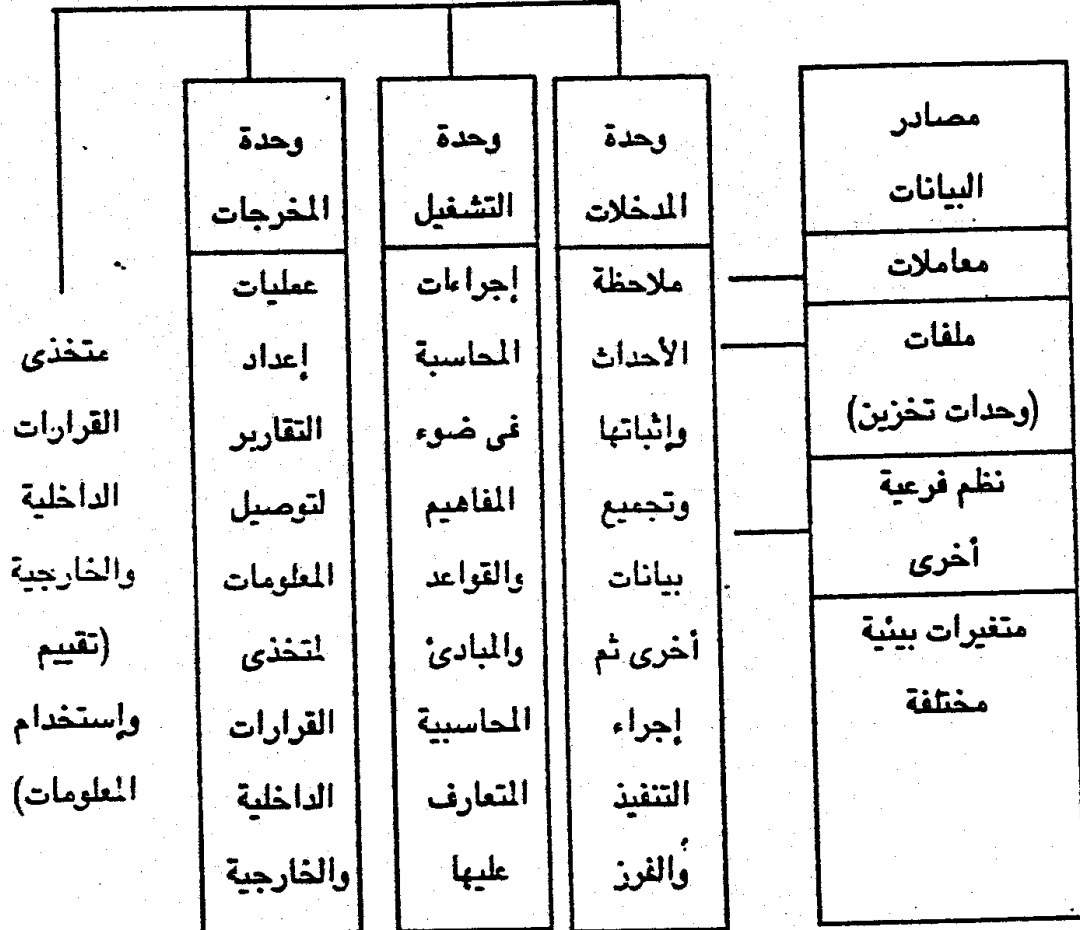 مصادر
البيانات
معاملات
ملفات
(وحدات تخزين)
نظم فرعية
أخرى
متغيرات بيئية
مختلفة
وحدة
المدخلات
ملاحظة
الأحداث
وإثباتها
وتجميع
بيانات
أخرى ثم
إجراء
التنفيذ
والفرز
وحدة
التشغيل
إجراءات
المحاسبة
فى ضوء
المفاهيم
والقواعد
والمبادئ
المحاسبية
المتعارف
عليها
وحدة
المخرجات
عمليات
إعداد
التقارير
لتوصيل
المعلومات
لمتخذى
القرارات
الداخلية
والخارجية
متخذى
القرارات
الداخلية
والخارجية
(تقييم
وإستخدام
المعلومات)